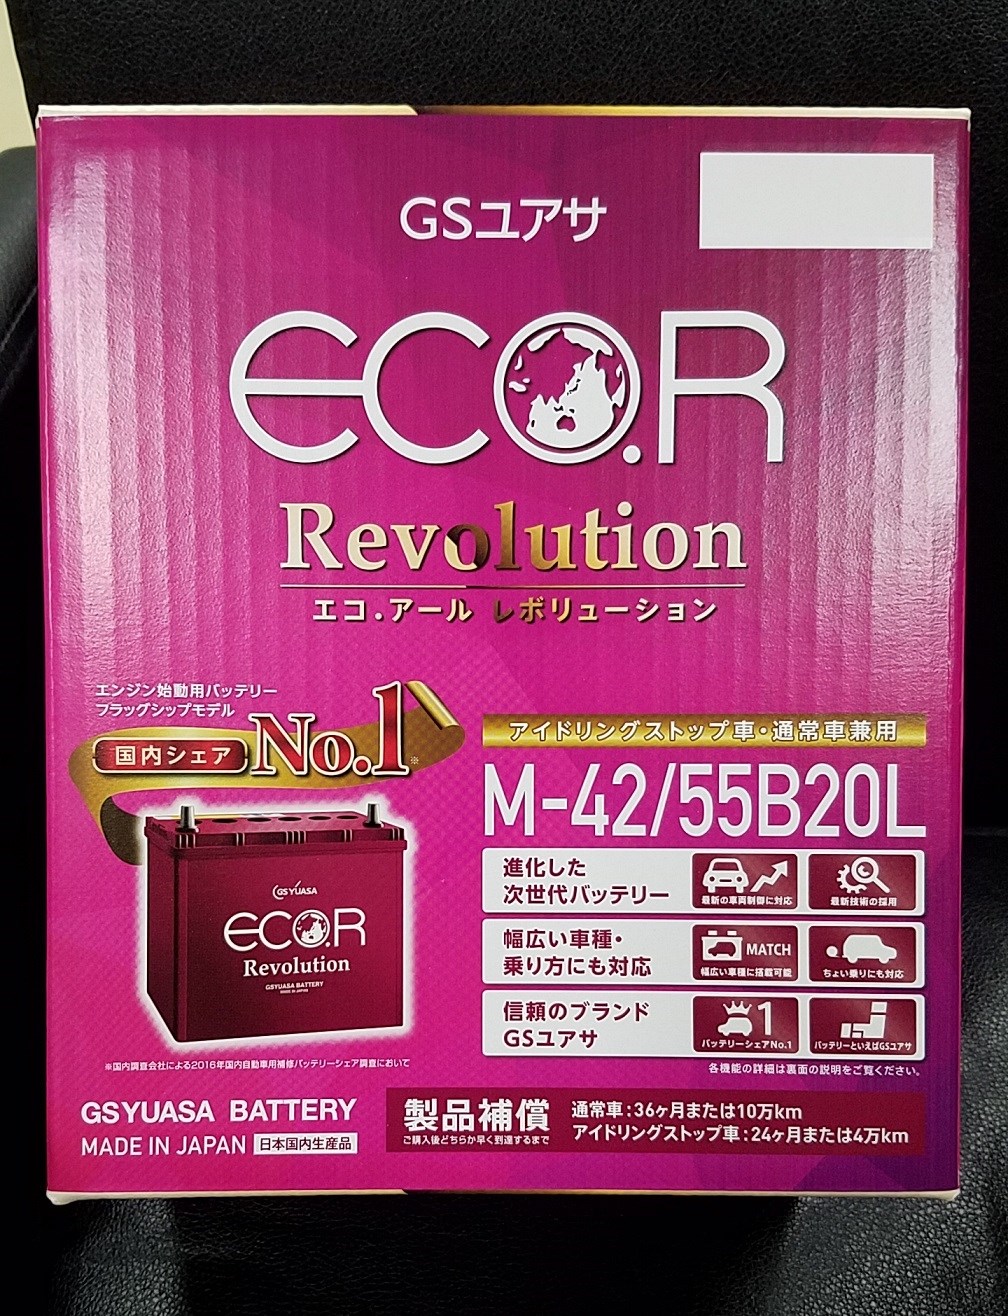 GSユアサ
ECO.R
Revolution
エコ.アール レボリューション
エンジン始動用バッテリー
フラッグシップモデル
国内シェア No.1※
GS YUASA
ECO.R
Revolution
GSYUASA BATTERY
MADE IN JAPAN
※国内調査会社による2016年国内自動車用補修バッテリーシェア調査において
アイドリングストップ車・通常車兼用
M-42/55B20L
進化した
次世代バッテリー
最新の車両制御に対応
最新技術の採用
幅広い車種・
乗り方にも対応
MATCH
幅広い車種に搭載可能
ちょい乗りにも対応
信頼のブランド
GSユアサ
1
バッテリーシェアNo.1
バッテリーといえばGSユアサ
各機能の詳細は裏面の説明をご覧ください。
GSYUASA BATTERY
MADE IN JAPAN 日本国内生産品
製品補償
ご購入後どちらか早く到達するまで
通常車:36ヶ月または10万km
アイドリングストップ車:24ヶ月または4万km